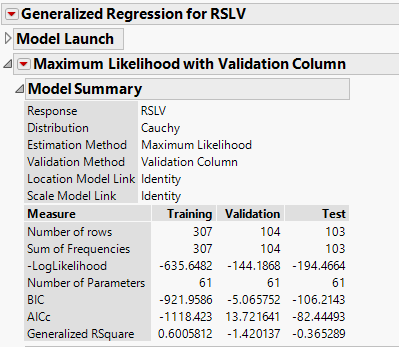 Generalized Regression for RSLV
Model Launch
Maximum Likelihood with Validation Column
Model Summary
Response RSLV
Distribution Cauchy
Estimation Method Maximum Likelihood
Validation Method Validation Column
Location Model Link Identity
Scale Model Link Identity
Measure Training Validation Test
Number of rows 307 104 103
Sum of Frequencies 307 104 103
-LogLikelihood -635.6482 -144.1868 -194.4664
Number of Parameters 61 61 61
BIC -921.9586 -5.065752 -106.2143
AICc -1118.423 13.721641 -82.44493
Generalized RSquare 0.6005812 -1.420137 -0.365289